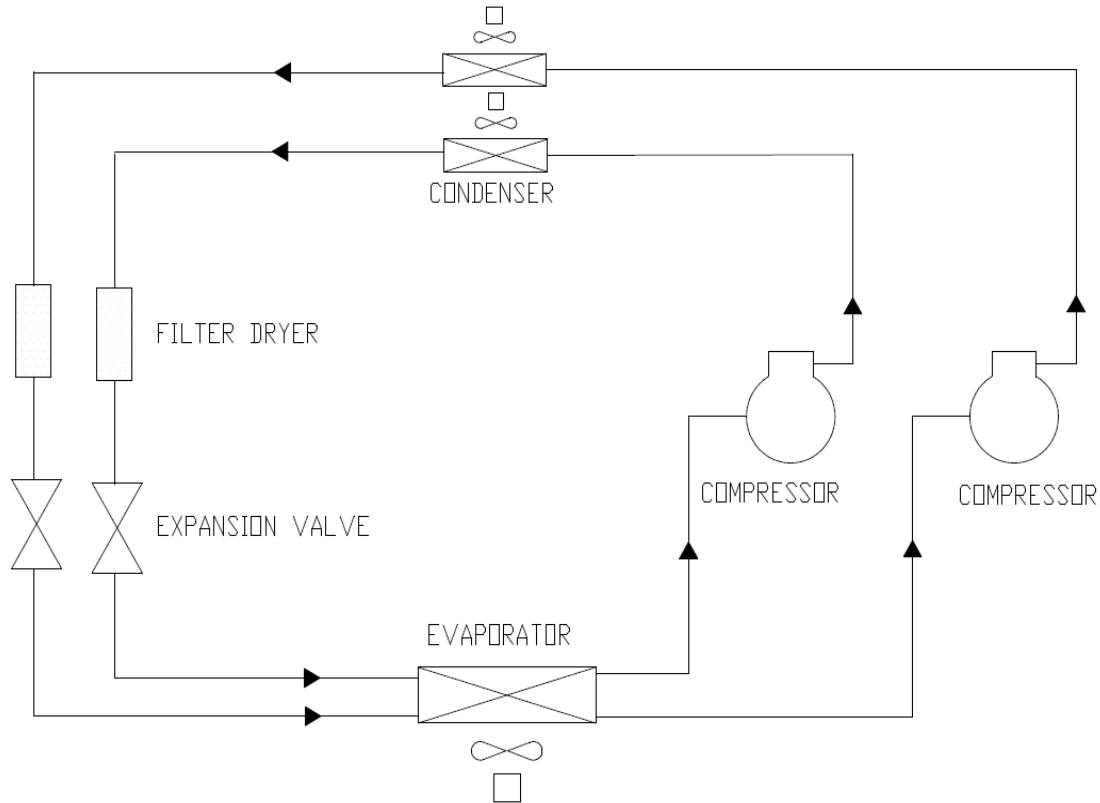 CONDENSER
FILTER DRYER
COMPRESSOR
COMPRESSOR
EXPANSION VALVE
EVAPORATOR